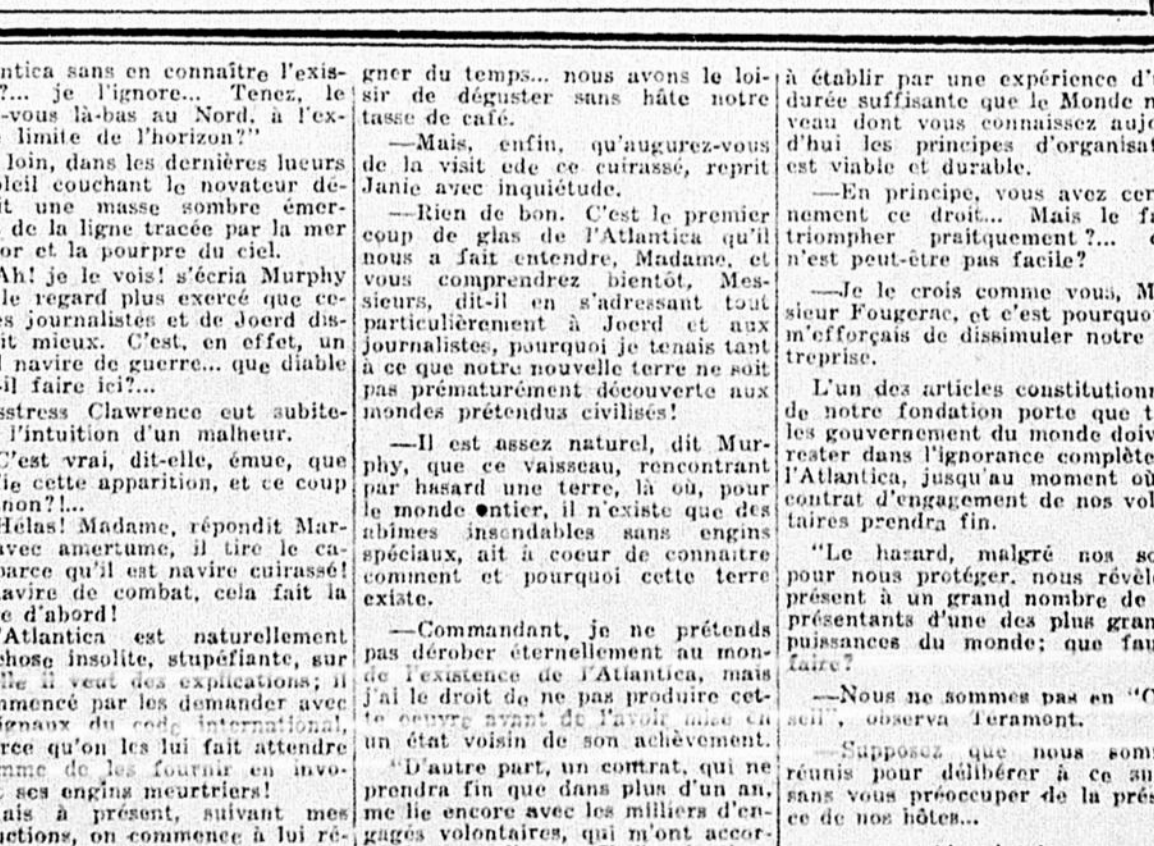 ntica sans en connaître l'exis-
?... je l'ignore... Tenez, le
-vous là-bas au Nord, à l'ex-
limite de l'horizon?"
loin, dans les dernières lueurs
oleil couchant le novateur dé-
it une masse sombre émer-
de la ligne tracée par la mer
or et la pourpre du ciel.
Ah! je le vois! s'écria Murphy
le regard plus exercé que ce-
es journalistes et de Joerd dis-
it mieux. C'est, en effet, un
navire de guerre... que diable
-il faire ici?...
sstress Clawrence eut subite-
l'intuition d'un malheur.
C'est vrai, dit-elle, émue, que
ie cette apparition, et ce coup
non?!...
Hélas! Madame, répondit Mar-
avec amertume, il tire le ca-
parce qu'il est navire cuirassé!
avire de combat, cela fait la
e d'abord!
'Atlantica est naturellement
chose insolite, stupéfiante, sur
lle il veut des explications; il
mmencé par les demander avec
ignaux du code international,
rce qu'on les lui fait attendre
mme de les fournir en invo-
ses engins meurtriers!
ais à présent, suivant mes
uctions, on commence à lui ré-
gner du temps... nous avons le loi-
sir de déguster sans hâte notre
tasse de café.
—Mais, enfin, qu'augurez-vous
de la visit ede ce cuirassé, reprit
Janie avec inquiétude.
—Rien de bon. C'est le premier
coup de glas de l'Atlantica qu'il
nous a fait entendre, Madame, et
vous comprendrez bientôt, Mes-
sieurs, dit-il en s'adressant tout
particulièrement à Joerd et aux
journalistes, pourquoi je tenais tant
à ce que notre nouvelle terre ne soit
pas prématurément découverte aux
mondes prétendus civilisés!
—Il est assez naturel, dit Mur-
phy, que ce vaisseau, rencontrant
par hasard une terre, là où, pour
le monde entier, il n'existe que des
abîmes insondables sans engins
spéciaux, ait à coeur de connaître
comment et pourquoi cette terre
existe.
—Commandant, je ne prétends
pas dérober éternellement au mon-
de l'existence de l'Atlantica, mais
j'ai le droit de ne pas produire cet-
te oeuvre avant de l'avoir mise en
un état voisin de son achèvement.
"D'autre part, un contrat, qui ne
prendra fin que dans plus d'un an,
me lie encore avec les milliers d'en-
gagés volontaires, qui m'ont accor-
à établir par une expérience d'
durée suffisante que le Monde n
veau dont vous connaissez aujo
d'hui les principes d'organisat
est viable et durable.
—En principe, vous avez cer
nement ce droit... Mais le fa
triompher praitquement?...
n'est peut-être pas facile?
—Je le crois comme vous, M
sieur Fougerac, et c'est pourquo
m'efforçais de dissimuler notre
treprise.
L'un des articles constitutionn
de notre fondation porte que t
les gouvernement du monde doiv
rester dans l'ignorance complète
l'Atlantica, jusqu'au moment où
contrat d'engagement de nos vol
taires prendra fin.
"Le hasard, malgré nos so
pour nous protéger, nous révèl
présent à un grand nombre de
présentants d'une des plus gran
puissances du monde; que fau
faire?
—Nous ne sommes pas en "C
seil", observa Téramont.
—Supposez que nous som
réunis pour délibérer à ce su
sans vous préoccuper de la prés
ce de nos hôtes...